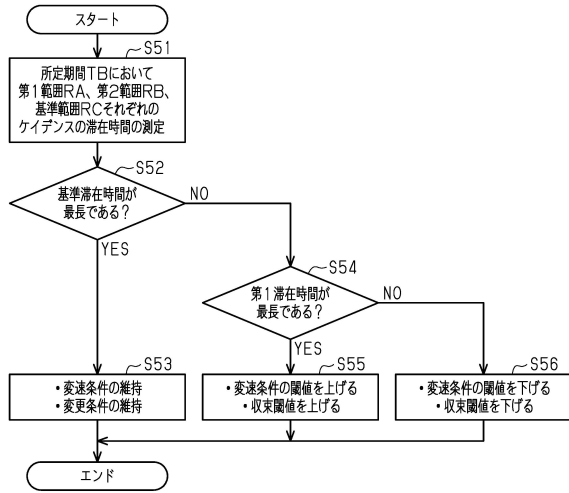 スタート
S51
所定期間TBにおいて
第1範囲RA、第2範囲RB、
基準範囲RCそれぞれの
ケイデンスの滞在時間の測定
S52
基準滞在時間が
最長である？
NO
YES
S54
第1滞在時間が
最長である？
NO
YES
S53
・変速条件の維持
・変更条件の維持
S55
・変速条件の閾値を上げる
・収束閾値を上げる
S56
・変速条件の閾値を下げる
・収束閾値を下げる
エンド